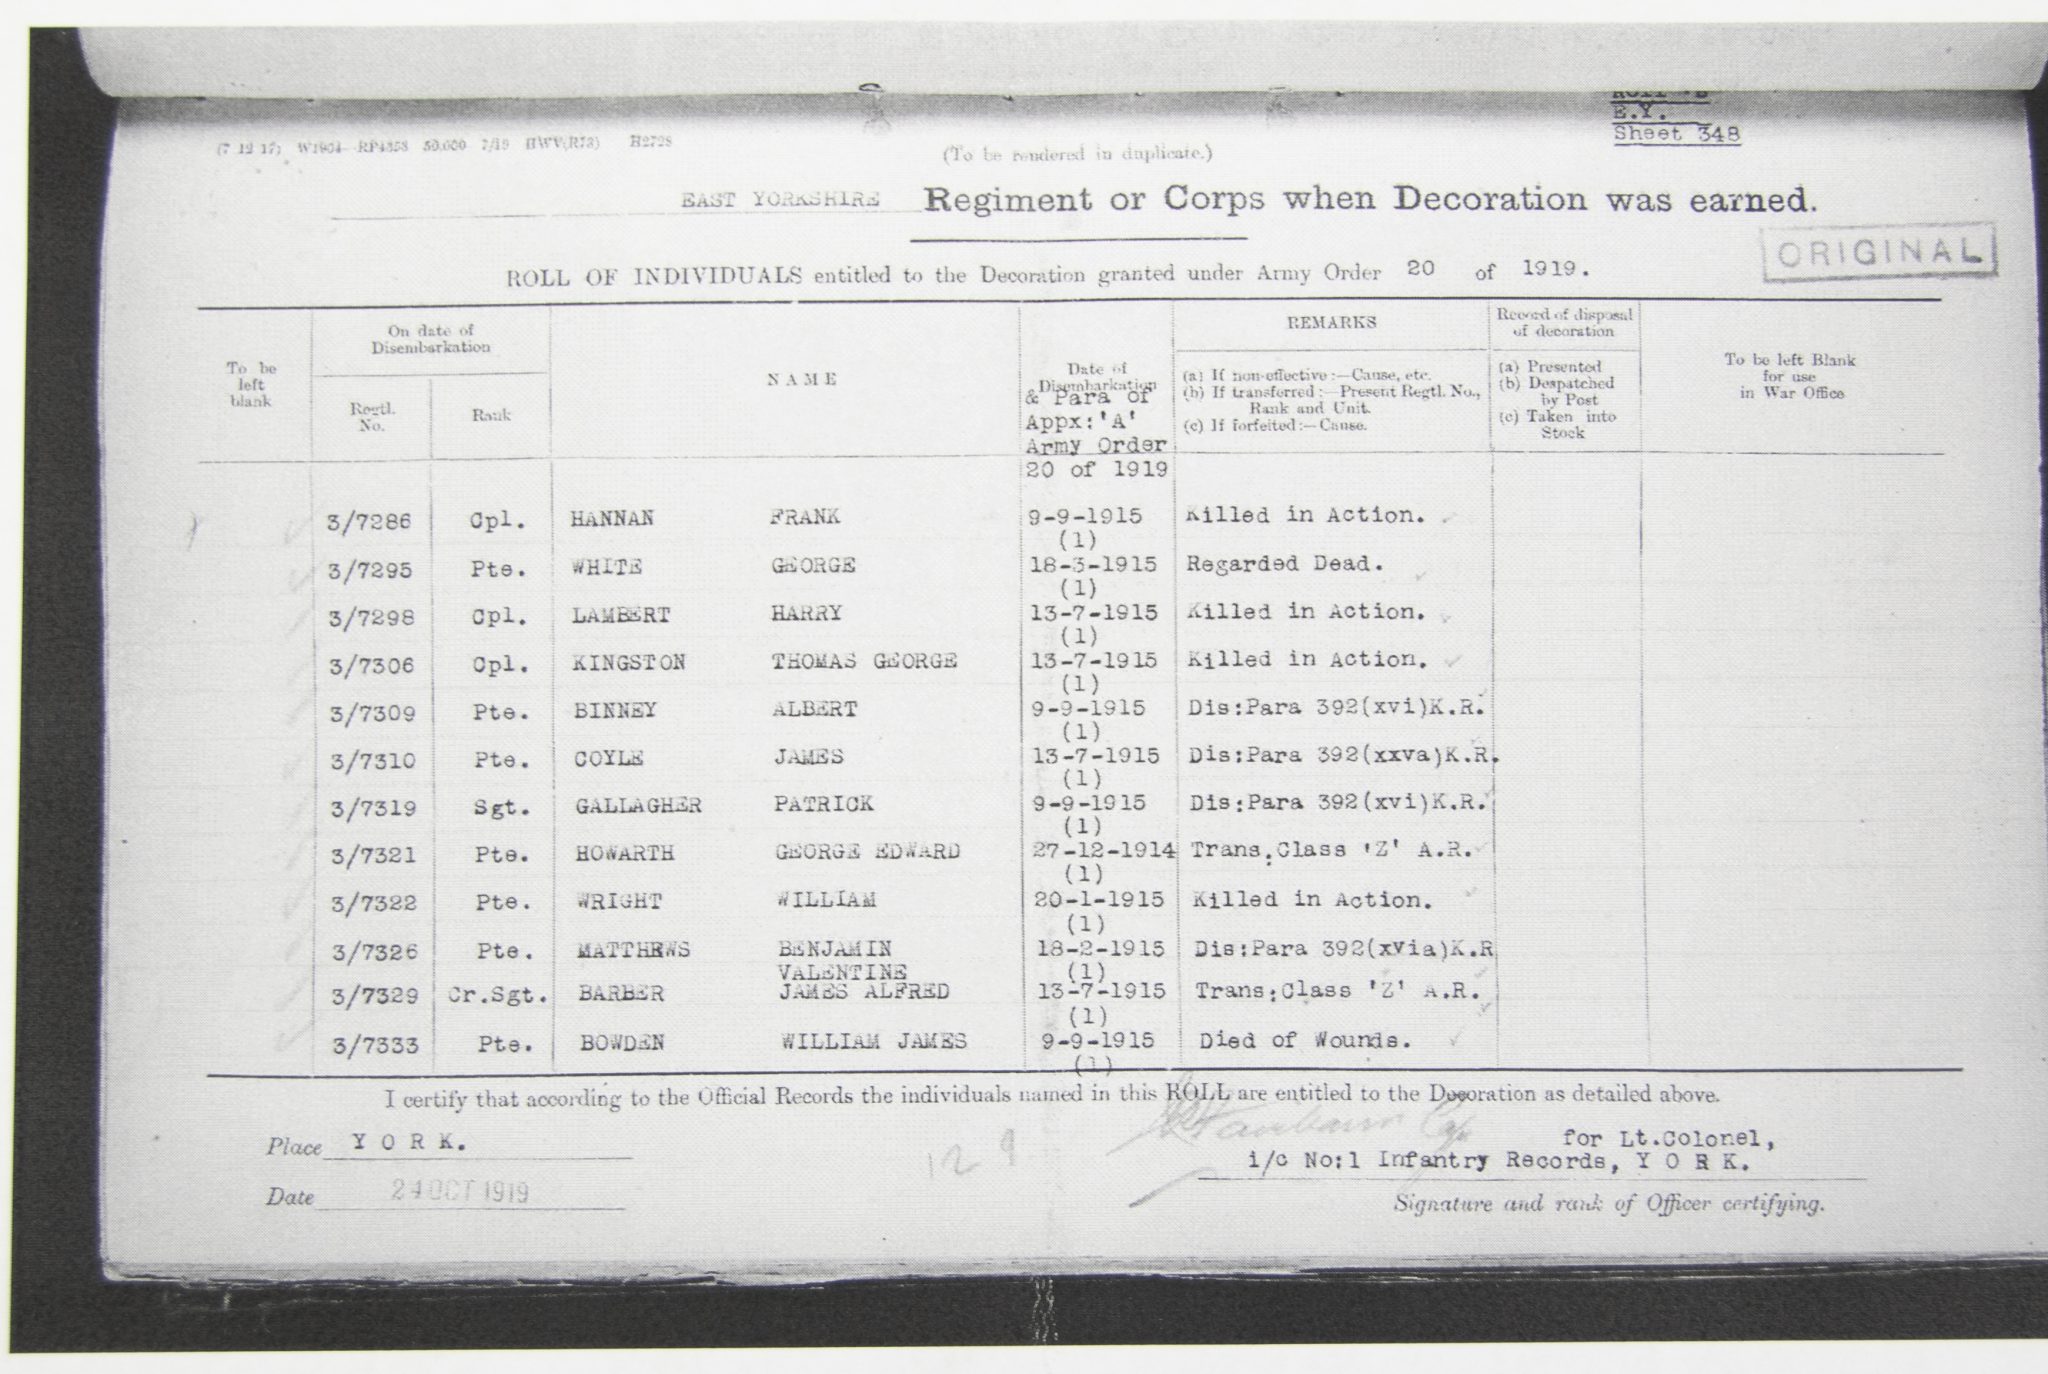 E.Y.
Sheet 348
(To be rendered in duplicate.)
EAST YORKSHIRE Regiment or Corps when Decoration was earned.
ORIGINAL
ROLL OF INDIVIDUALS entitled to the Decoration granted under Army Order 20 of 1919.
To be left blank
On date of Disembarkation
Regtl. No.
Rank
NAME
Date of Disembarkation
& Para of
Appx:'A'
Army Order
20 of 1919
REMARKS
(a) If non-effective:—Cause, etc.
(b) If transferred:—Present Regtl. No., Rank and Unit.
(c) If forfeited:—Cause.
Record of disposal of decoration
(a) Presented
(b) Despatched by Post
(c) Taken into Stock
To be left Blank for use in War Office
3/7286 Cpl. HANNAN FRANK 9-9-1915 Killed in Action.
(1)
3/7295 Pte. WHITE GEORGE 18-3-1915 Regarded Dead.
(1)
3/7298 Cpl. LAMBERT HARRY 13-7-1915 Killed in Action.
(1)
3/7306 Cpl. KINGSTON THOMAS GEORGE 13-7-1915 Killed in Action.
(1)
3/7309 Pte. BINNEY ALBERT 9-9-1915 Dis:Para 392(xvi)K.R.
(1)
3/7310 Pte. COYLE JAMES 13-7-1915 Dis:Para 392(xxva)K.R.
(1)
3/7319 Sgt. GALLAGHER PATRICK 9-9-1915 Dis:Para 392(xvi)K.R.
(1)
3/7321 Pte. HOWARTH GEORGE EDWARD 27-12-1914 Trans:Class 'Z' A.R.
(1)
3/7322 Pte. WRIGHT WILLIAM 20-1-1915 Killed in Action.
(1)
3/7326 Pte. MATTHEWS BENJAMIN 18-2-1915 Dis:Para 392(xvia)K.R
VALENTINE (1)
3/7329 Cr.Sgt. BARBER JAMES ALFRED 13-7-1915 Trans:Class 'Z' A.R.
(1)
3/7333 Pte. BOWDEN WILLIAM JAMES 9-9-1915 Died of Wounds.
(1)
I certify that according to the Official Records the individuals named in this ROLL are entitled to the Decoration as detailed above.
Place Y O R K.
for Lt.Colonel,
i/c No:1 Infantry Records, Y O R K.
Date 24 OCT 1919
129
Signature and rank of Officer certifying.